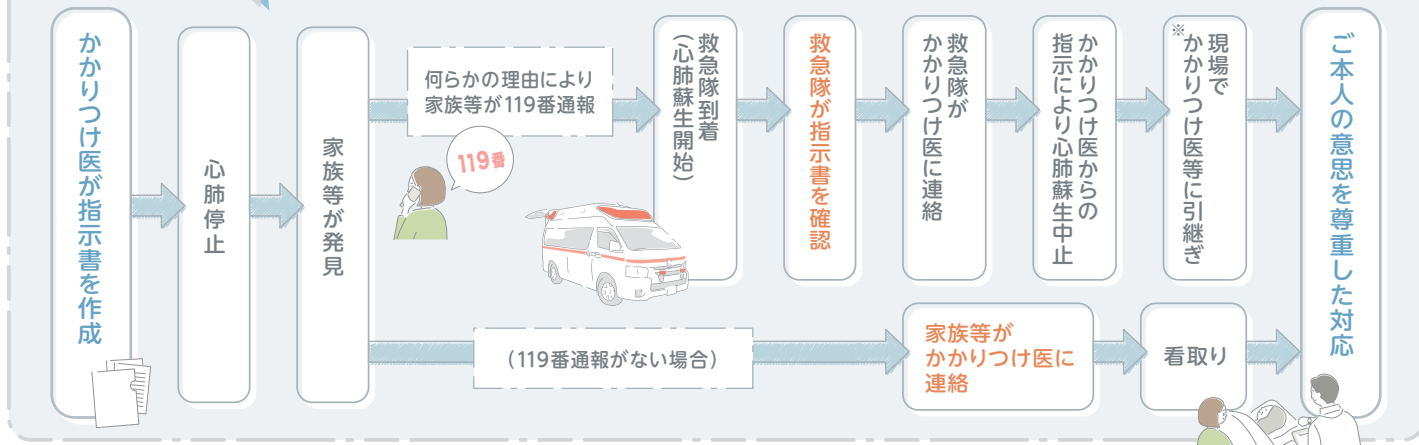 かかりつけ医が指示書を作成
心肺停止
家族等が発見
何らかの理由により
家族等が119番通報
119番
救急隊到着
(心肺蘇生開始)
救急隊が指示書を確認
救急隊が
かかりつけ医に連絡
かかりつけ医からの
指示により心肺蘇生中止
※
現場で
かかりつけ医等に引継ぎ
(119番通報がない場合)
家族等が
かかりつけ医に
連絡
看取り
ご本人の意思を尊重した対応